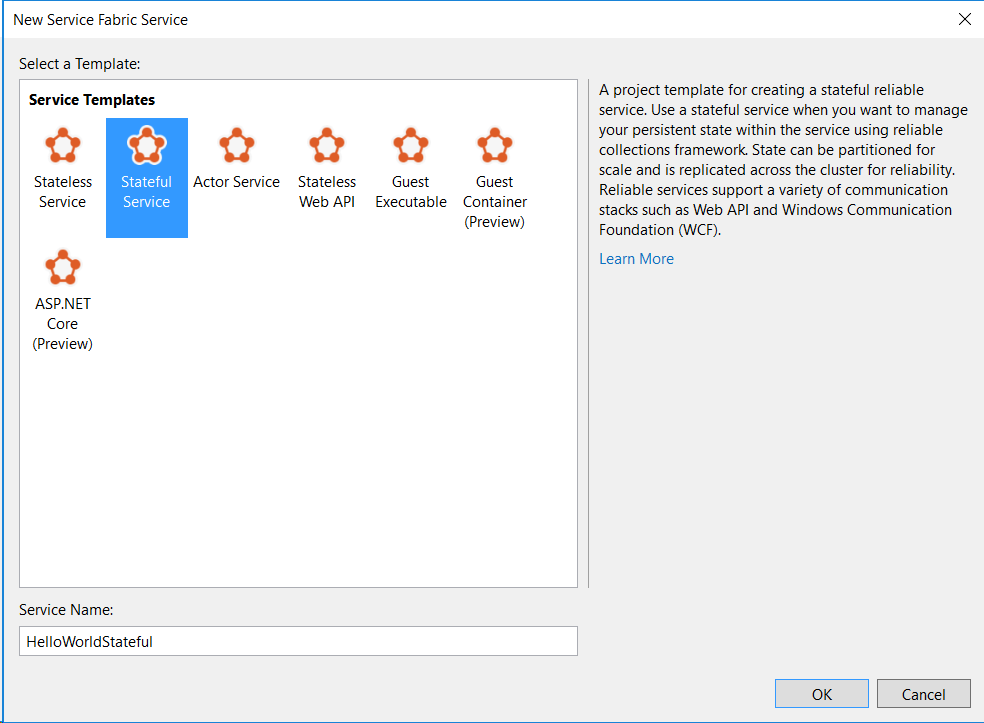 New Service Fabric Service
Select a Template:
Service Templates
Stateless
Service
Stateful
Service
Actor Service
Stateless
Web API
Guest
Executable
Guest
Container
(Preview)
ASP.NET
Core
(Preview)
A project template for creating a stateful reliable
service. Use a stateful service when you want to manage
your persistent state within the service using reliable
collections framework. State can be partitioned for
scale and is replicated across the cluster for reliability.
Reliable services support a variety of communication
stacks such as Web API and Windows Communication
Foundation (WCF).
Learn More
Service Name:
HelloWorldStateful
OK
Cancel